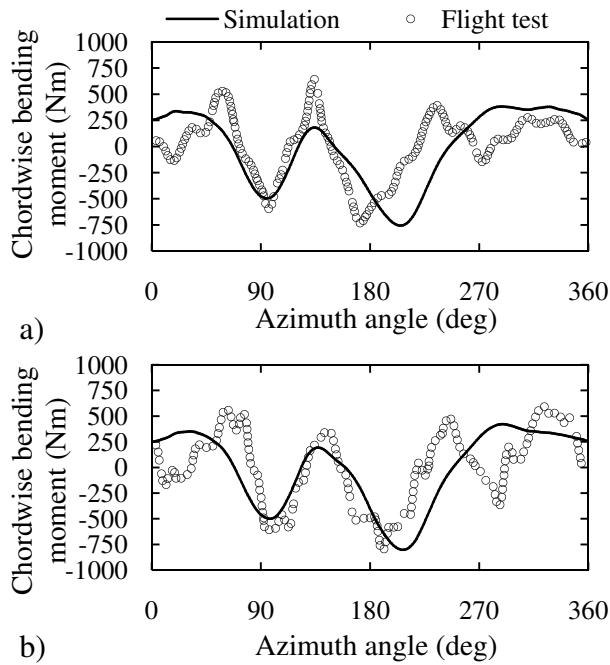 Simulation Flight test
Chordwise bending
moment (Nm)
1000
750
500
250
0
-250
-500
-750
-1000
0 90 180 270 360
a) Azimuth angle (deg)
Chordwise bending
moment (Nm)
1000
750
500
250
0
-250
-500
-750
-1000
0 90 180 270 360
b) Azimuth angle (deg)